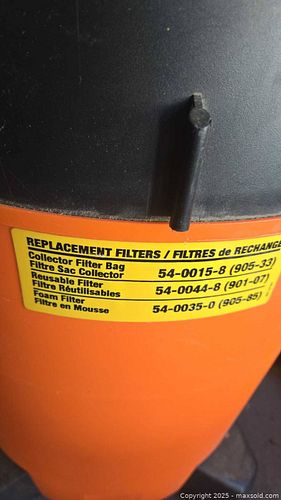 REPLACEMENT FILTERS / FILTRES de RECHANGE
Collector Filter Bag
Filtre Sac Collector 54-0015-8 (905-33)
Reusable Filter
Filtre Réutilisables 54-0044-8 (901-07)
Foam Filter
Filtre en Mousse 54-0035-0 (905-85)
Copyright © 2025 - maxsold.com